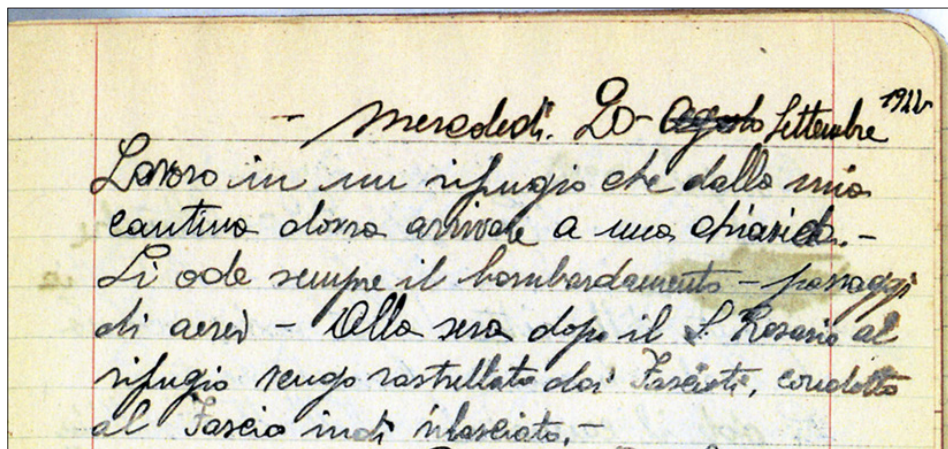 - Mercoledì. 20 - Agosto Settembre 1944
Lavoro in un rifugio che dalla mia
cantina dovrà arrivare a una chiavica. -
Si ode sempre il bombardamento - passaggi
di aerei - Alla sera dopo il S. Rosario al
rifugio vengo rastrellato dai Fascisti, condotto
al Fascio indi rilasciato, -